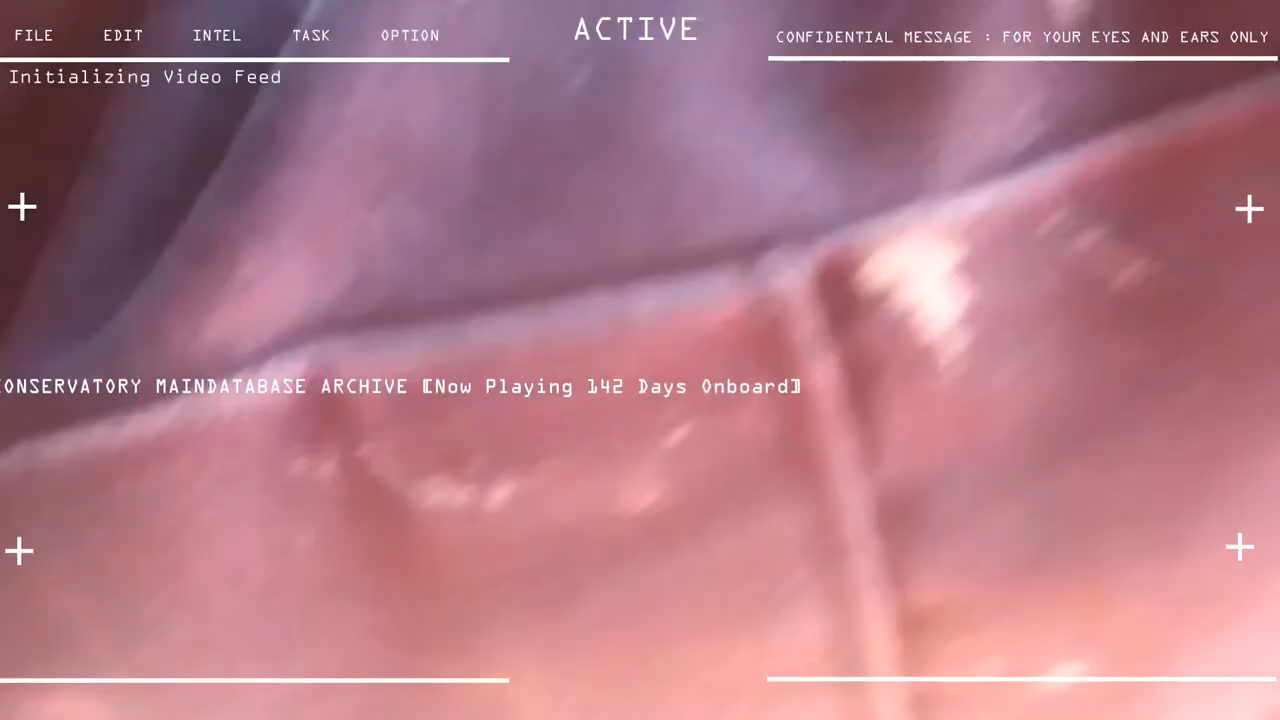 FILE EDIT INTEL TASK OPTION
ACTIVE
CONFIDENTIAL MESSAGE : FOR YOUR EYES AND EARS ONLY
Initializing Video Feed
MAINDATABASE ARCHIVE [Now Playing 142 Days Onboard]